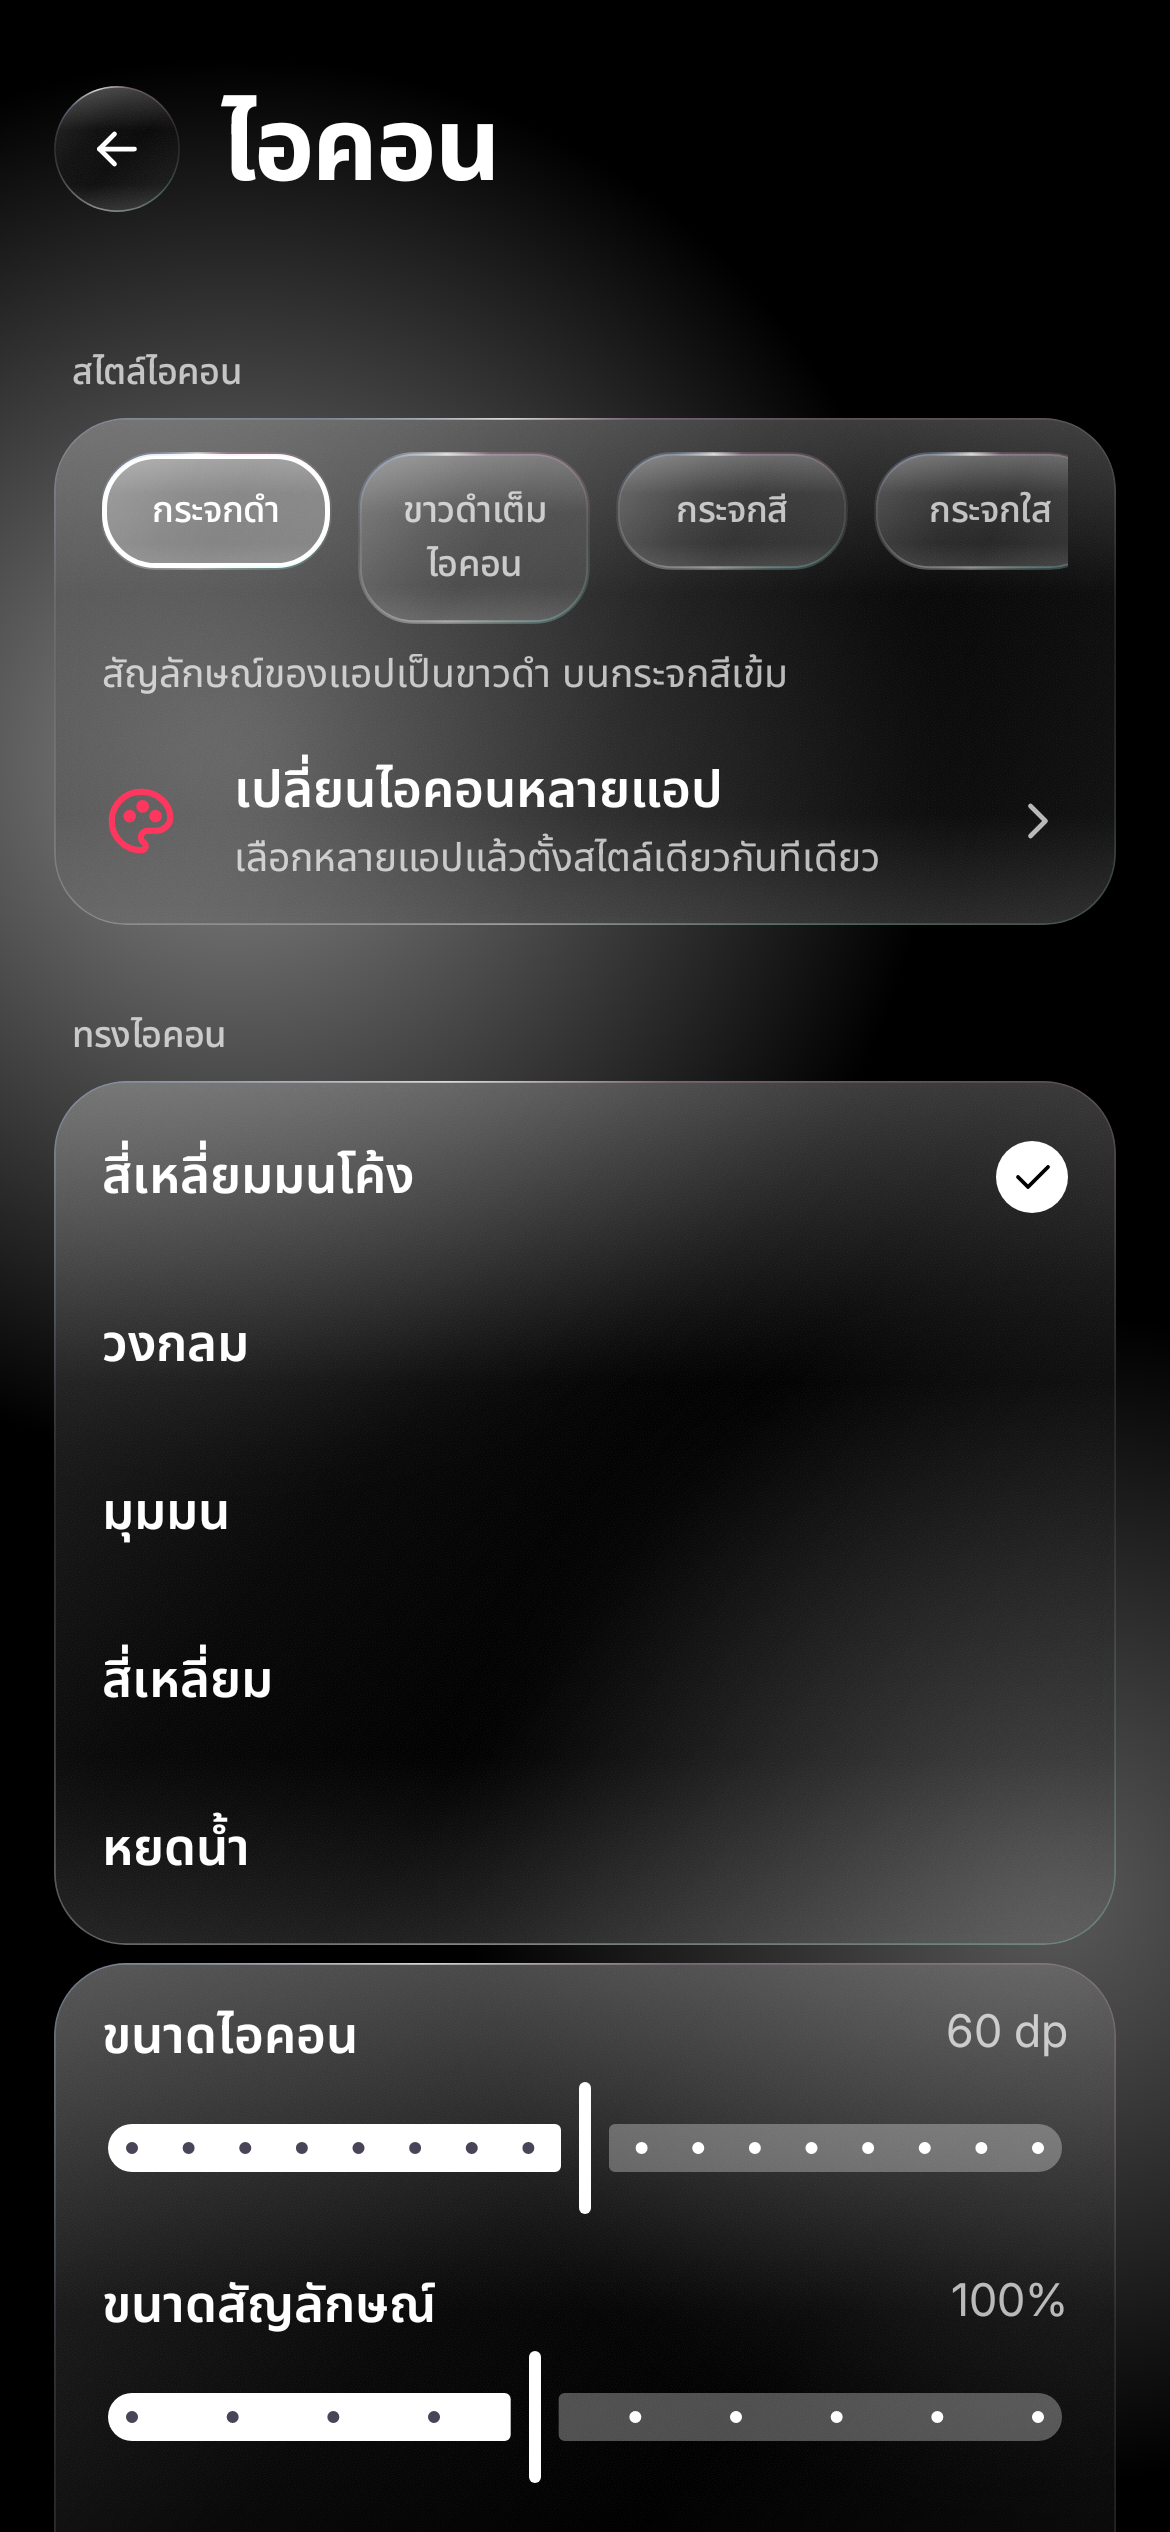 ไอคอน
สไตล์ไอคอน
กระจกดำ
ขาวดำเต็ม
ไอคอน
กระจกสี
กระจกใส
สัญลักษณ์ของแอปเป็นขาวดำ บนกระจกสีเข้ม
เปลี่ยนไอคอนหลายแอป
เลือกหลายแอปแล้วตั้งสไตล์เดียวกันทีเดียว
ทรงไอคอน
สี่เหลี่ยมมนโค้ง
วงกลม
มุมมน
สี่เหลี่ยม
หยดน้ำ
ขนาดไอคอน 60 dp
ขนาดสัญลักษณ์ 100%